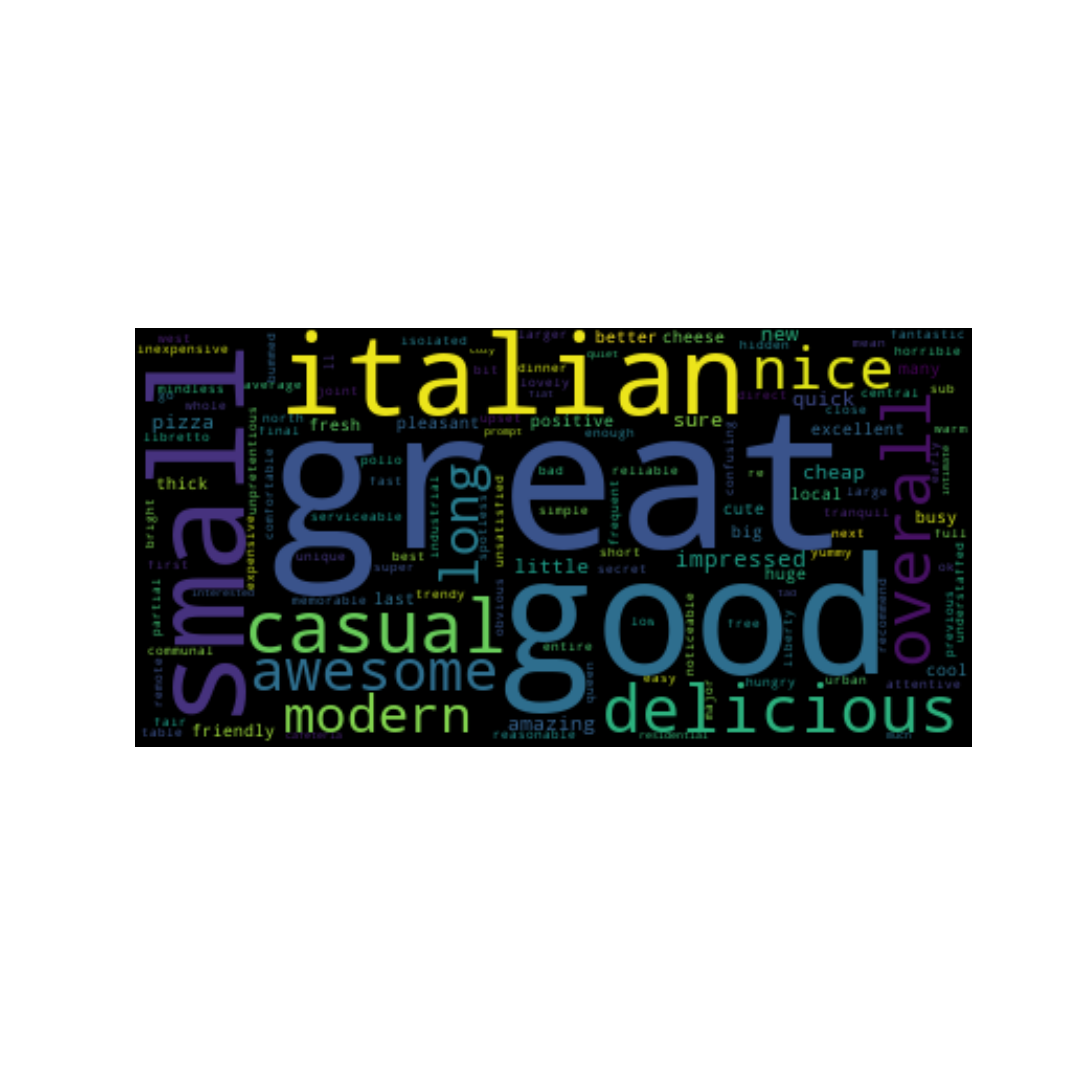 west
inexpensive
bummed
italian
isolated
cozy
larger
better
cheese
new
hidden
mean
fantastic
horrible
quiet
nice
many
mindless
go
whole
average
joint
ll
bit
dinner
lovely
flat
direct
quick
close
central
sub
small
pizza
libretto
north
final
fresh
pleasant
upset
prompt
positive
enough
sure
excellent
overall
warm
great
unpretentious
comfortable
pollo
fast
long
bad
reliable
confusing
re
cheap
early
intimate
thick
serviceable
industrial
spotless
unsatisfied
simple
frequent
cute
local
large
tranquil
busy
bright
expensive
big
next
full
first
unique
best
super
short
secret
little
impressed
huge
yummy
ok
understaffed
partial
interested
memorable
last
trendy
obvious
good
tad
previous
casual
noticeable
free
liberty
recommend
communal
entire
remote
awesome
queen
easy
hungry
urban
attentive
cool
modern
delicious
major
fair
table
friendly
cafeteria
amazing
reasonable
residential
much